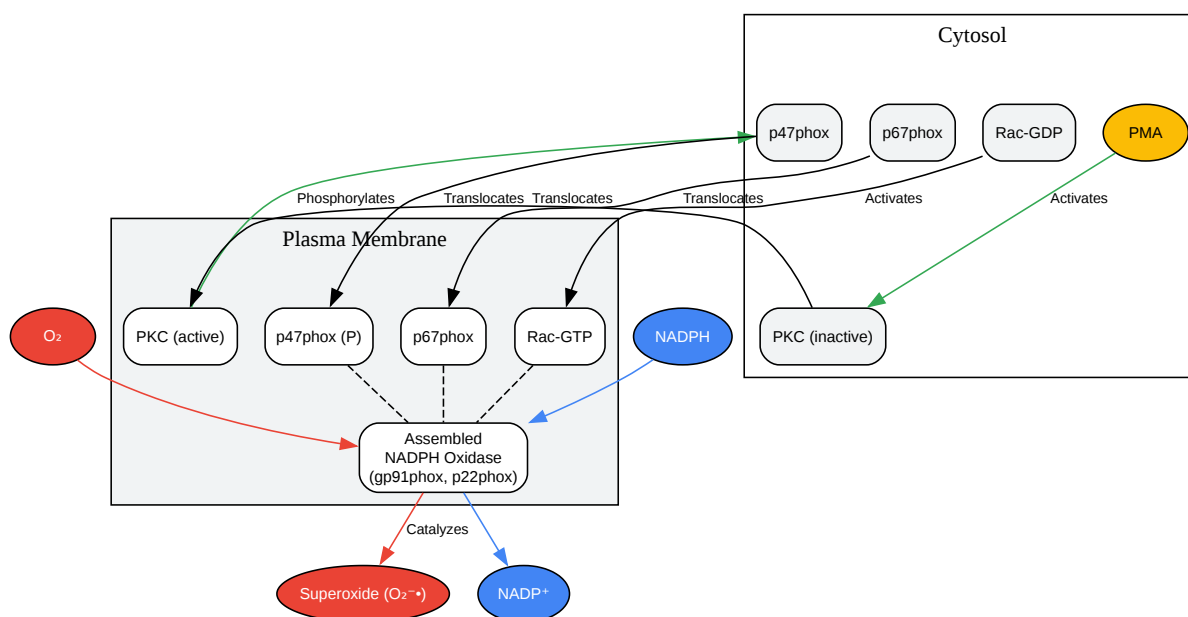 Cytosol
p47phox
p67phox
Rac-GDP
PMA
Phosphorylates
Translocates
Translocates
Translocates
Activates
Activates
Plasma Membrane
O₂
PKC (active)
p47phox (P)
p67phox
Rac-GTP
NADPH
PKC (inactive)
Assembled
NADPH Oxidase
(gp91phox, p22phox)
Catalyzes
Superoxide (O₂⁻•)
NADP⁺